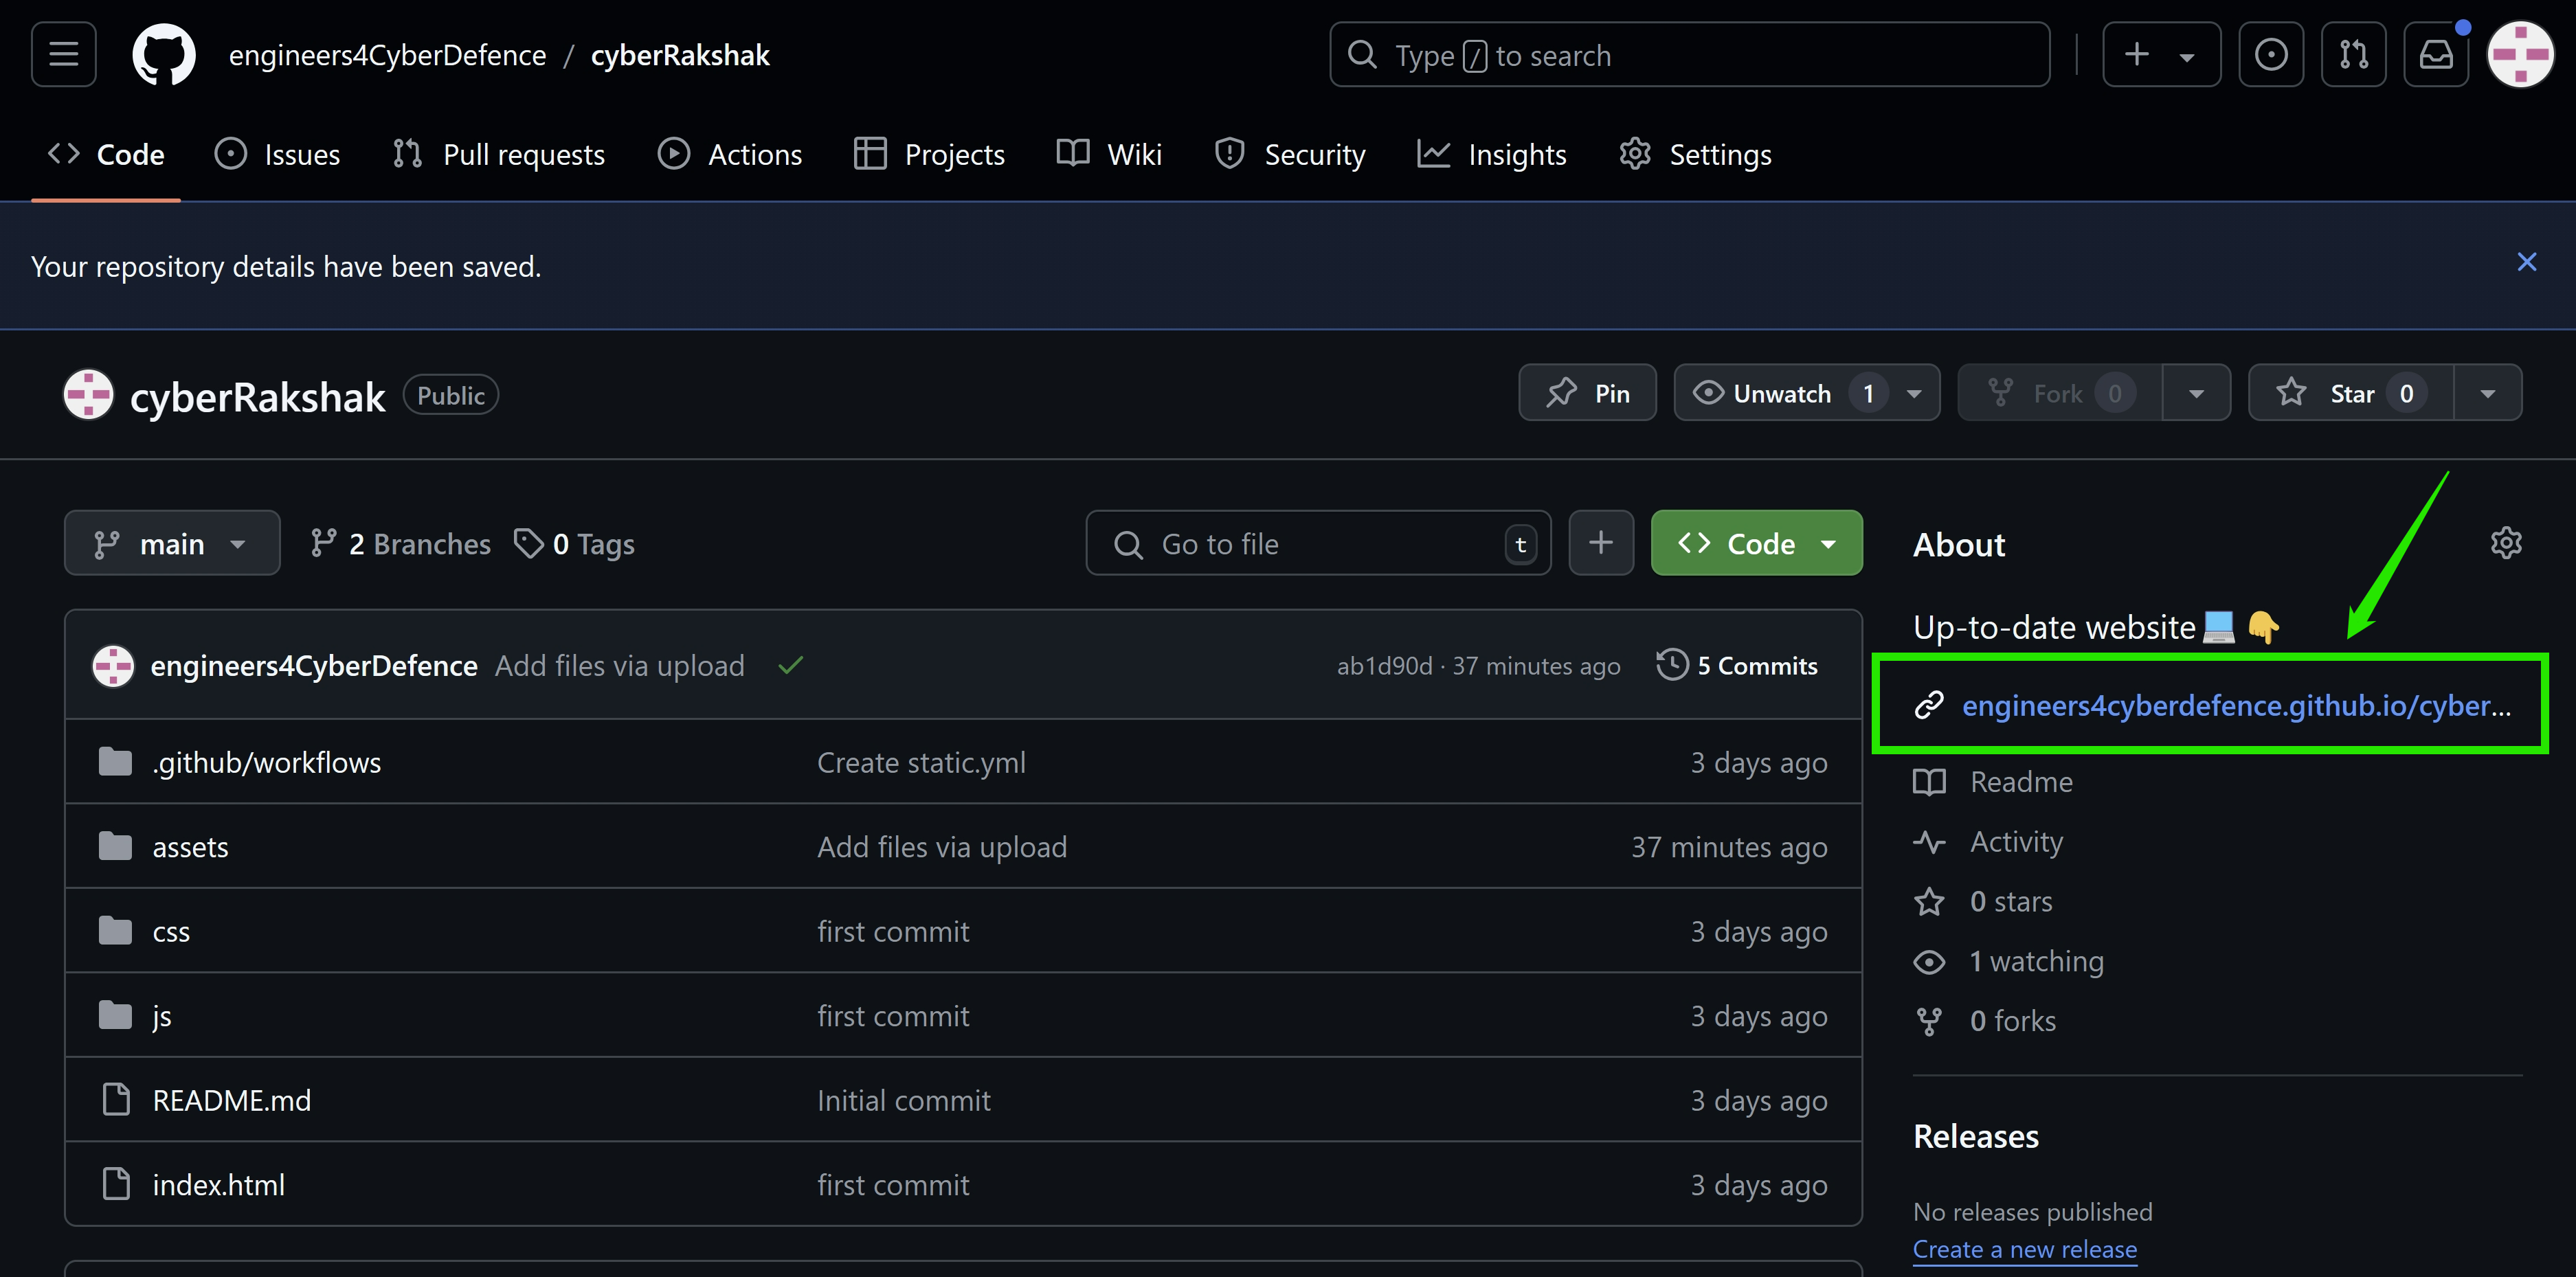 engineers4CyberDefence / cyberRakshak
Type / to search
Code Issues Pull requests Actions Projects Wiki Security Insights Settings
Your repository details have been saved.
cyberRakshak Public
Pin Unwatch 1 Fork 0 Star 0
main 2 Branches 0 Tags Go to file t Code
engineers4CyberDefence Add files via upload ab1d90d · 37 minutes ago 5 Commits
.github/workflows Create static.yml 3 days ago
assets Add files via upload 37 minutes ago
css first commit 3 days ago
js first commit 3 days ago
README.md Initial commit 3 days ago
index.html first commit 3 days ago
About
Up-to-date website 💻 👇
engineers4cyberdefence.github.io/cyber...
Readme
Activity
0 stars
1 watching
0 forks
Releases
No releases published
Create a new release